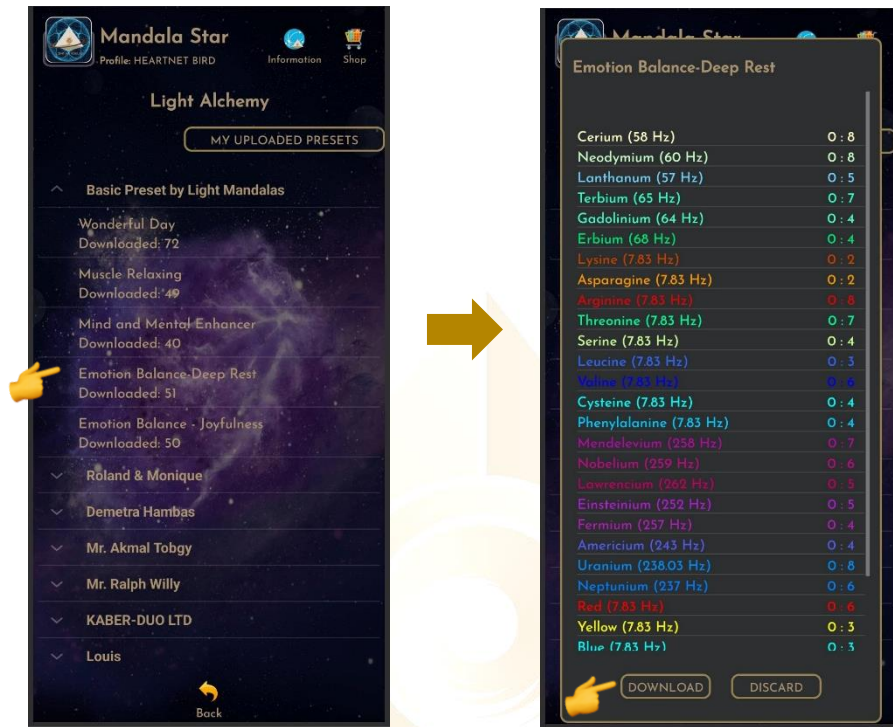 Mandala Star
Profile: HEARTNET BIRD
Information
Shop
Light Alchemy
MY UPLOADED PRESETS
Basic Preset by Light Mandalas
Wonderful Day
Downloaded: 72
Muscle Relaxing
Downloaded: 49
Mind and Mental Enhancer
Downloaded: 40
Emotion Balance-Deep Rest
Downloaded: 51
Emotion Balance - Joyfulness
Downloaded: 50
Roland & Monique
Demetra Hambas
Mr. Akmal Tobgy
Mr. Ralph Willy
KABER-DUO LTD
Louis
Back
Mandala Star
Emotion Balance-Deep Rest
Cerium (58 Hz) 0 : 8
Neodymium (60 Hz) 0 : 8
Lanthanum (57 Hz) 0 : 5
Terbium (65 Hz) 0 : 7
Gadolinium (64 Hz) 0 : 4
Erbium (68 Hz) 0 : 4
Lysine (7.83 Hz) 0 : 2
Asparagine (7.83 Hz) 0 : 2
Arginine (7.83 Hz) 0 : 8
Threonine (7.83 Hz) 0 : 7
Serine (7.83 Hz) 0 : 4
Leucine (7.83 Hz) 0 : 3
Valine (7.83 Hz) 0 : 6
Cysteine (7.83 Hz) 0 : 4
Phenylalanine (7.83 Hz) 0 : 4
Mendelevium (258 Hz) 0 : 7
Nobelium (259 Hz) 0 : 6
Lawrencium (262 Hz) 0 : 5
Einsteinium (252 Hz) 0 : 5
Fermium (257 Hz) 0 : 4
Americium (243 Hz) 0 : 4
Uranium (238.03 Hz) 0 : 8
Neptunium (237 Hz) 0 : 6
Red (7.83 Hz) 0 : 6
Yellow (7.83 Hz) 0 : 3
Blue (7.83 Hz) 0 : 3
DOWNLOAD
DISCARD